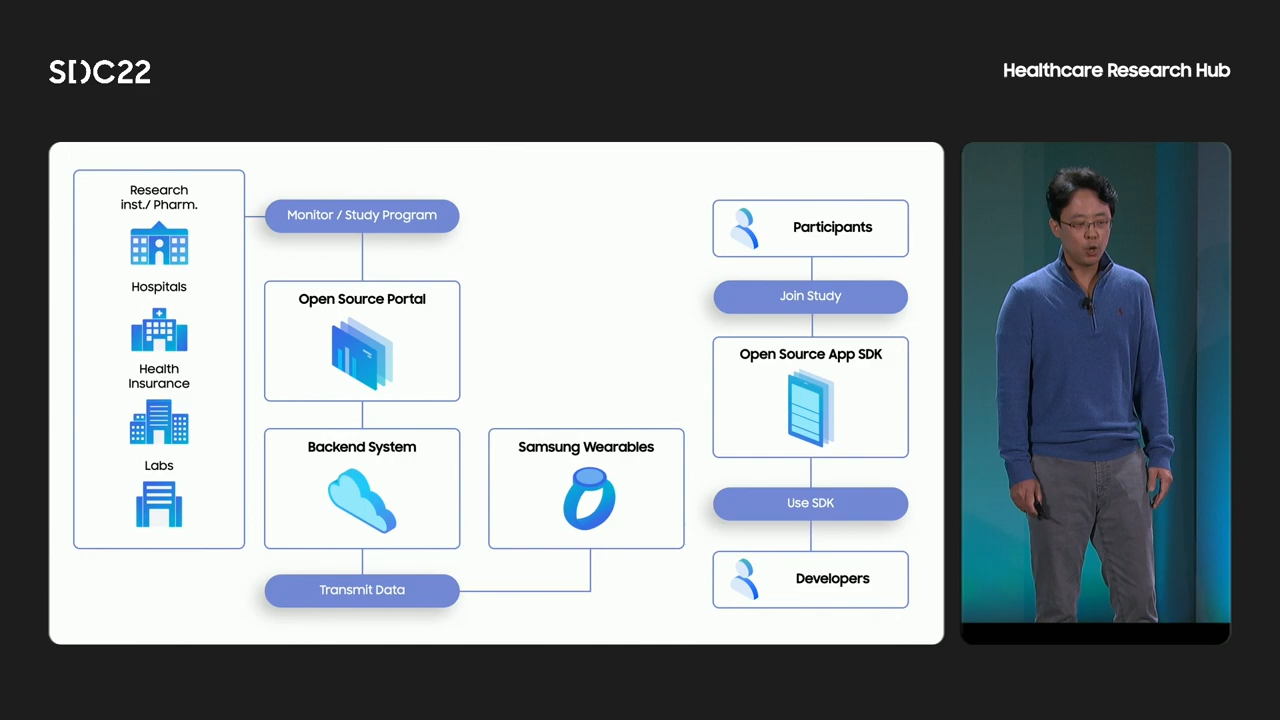 SDC22
Healthcare Research Hub
Research
inst./ Pharm.
Hospitals
Health
Insurance
Labs
Monitor / Study Program
Open Source Portal
Backend System
Transmit Data
Samsung Wearables
Participants
Join Study
Open Source App SDK
Use SDK
Developers